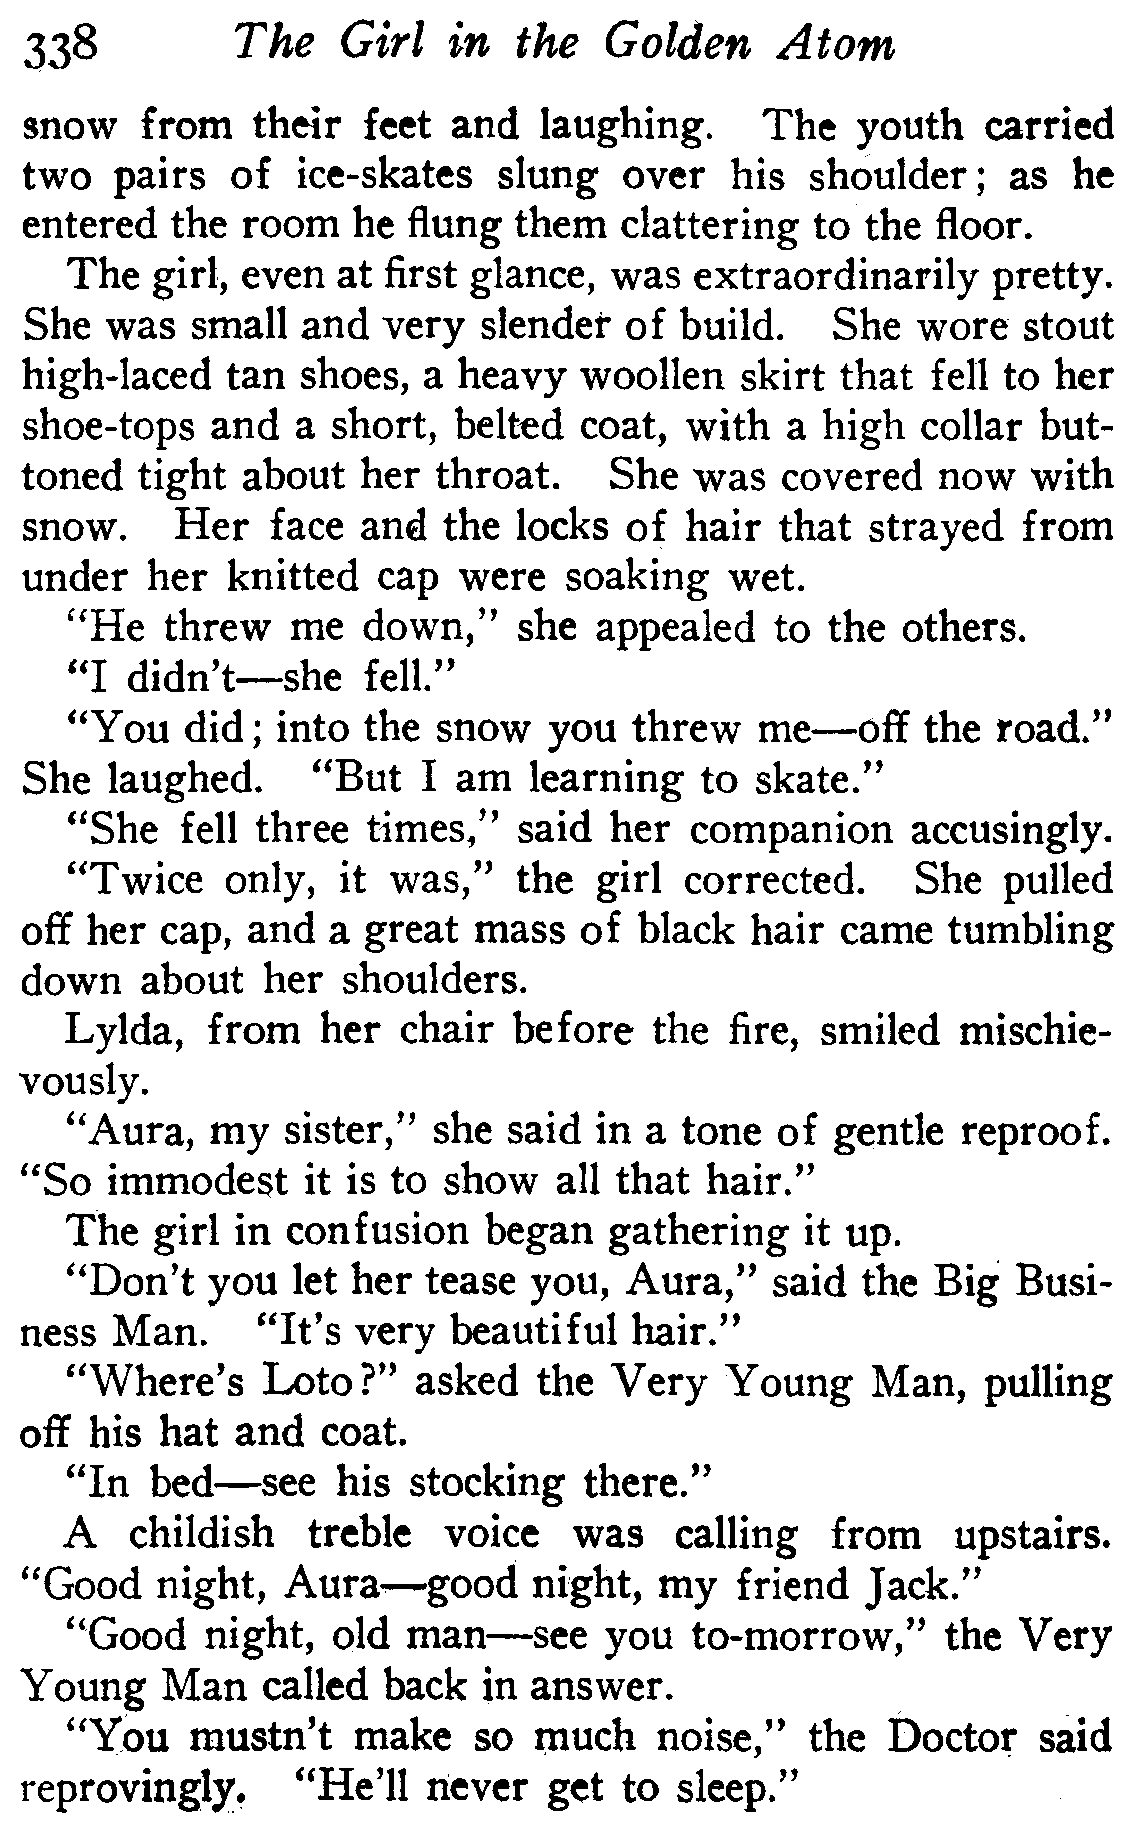 338 The Girl in the Golden Atom
snow from their feet and laughing. The youth carried
two pairs of ice-skates slung over his shoulder; as he
entered the room he flung them clattering to the floor.
The girl, even at first glance, was extraordinarily pretty.
She was small and very slender of build. She wore stout
high-laced tan shoes, a heavy woollen skirt that fell to her
shoe-tops and a short, belted coat, with a high collar but-
toned tight about her throat. She was covered now with
snow. Her face and the locks of hair that strayed from
under her knitted cap were soaking wet.
"He threw me down," she appealed to the others.
"I didn't—she fell."
"You did; into the snow you threw me—off the road."
She laughed. "But I am learning to skate."
"She fell three times," said her companion accusingly.
"Twice only, it was," the girl corrected. She pulled
off her cap, and a great mass of black hair came tumbling
down about her shoulders.
Lylda, from her chair before the fire, smiled mischie-
vously.
"Aura, my sister," she said in a tone of gentle reproof.
"So immodest it is to show all that hair."
The girl in confusion began gathering it up.
"Don't you let her tease you, Aura," said the Big Busi-
ness Man. "It's very beautiful hair."
"Where's Loto?" asked the Very Young Man, pulling
off his hat and coat.
"In bed—see his stocking there."
A childish treble voice was calling from upstairs.
"Good night, Aura—good night, my friend Jack."
"Good night, old man—see you to-morrow," the Very
Young Man called back in answer.
"You mustn't make so much noise," the Doctor said
reprovingly. "He'll never get to sleep."